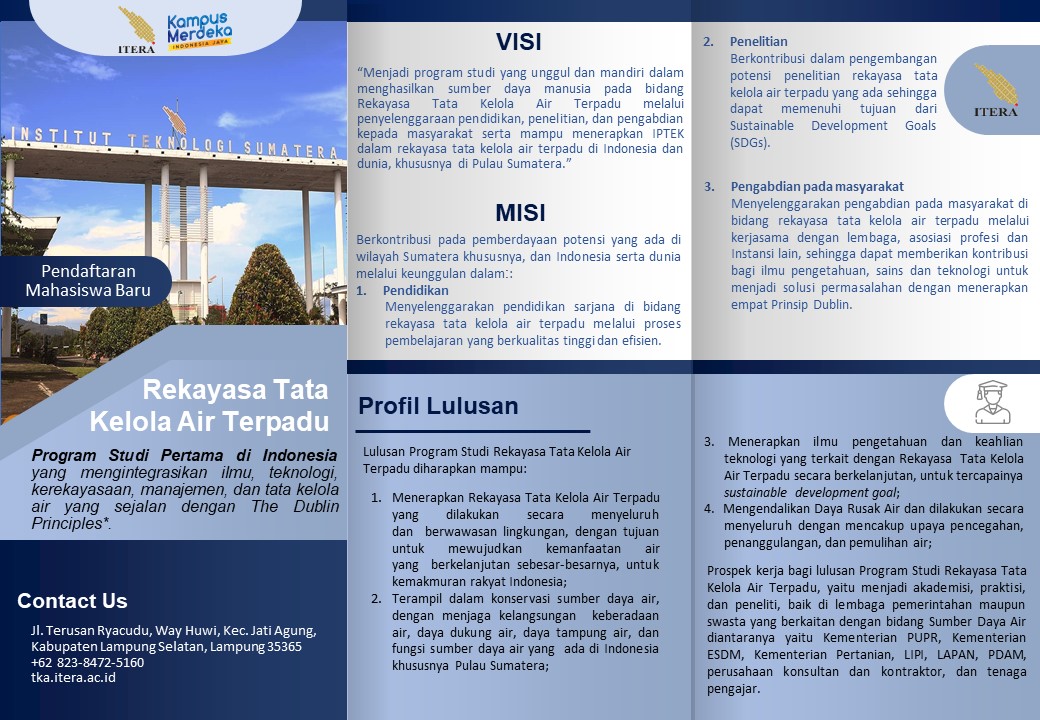 ITERA
Kampus
Merdeka
INDONESIA JAYA
INSTITUT TEKNOLOGI SUMATERA
Pendaftaran
Mahasiswa Baru
Rekayasa Tata
Kelola Air Terpadu
Program Studi Pertama di Indonesia
yang mengintegrasikan ilmu, teknologi,
kerekayasaan, manajemen, dan tata kelola
air yang sejalan dengan The Dublin
Principles*.
Contact Us
Jl. Terusan Ryacudu, Way Huwi, Kec. Jati Agung,
Kabupaten Lampung Selatan, Lampung 35365
+62 823-8472-5160
tka.itera.ac.id
VISI
“Menjadi program studi yang unggul dan mandiri dalam
menghasilkan sumber daya manusia pada bidang
Rekayasa Tata Kelola Air Terpadu melalui
penyelenggaraan pendidikan, penelitian, dan pengabdian
kepada masyarakat serta mampu menerapkan IPTEK
dalam rekayasa tata kelola air terpadu di Indonesia dan
dunia, khususnya di Pulau Sumatera.”
MISI
Berkontribusi pada pemberdayaan potensi yang ada di
wilayah Sumatera khususnya, dan Indonesia serta dunia
melalui keunggulan dalam::
1. Pendidikan
Menyelenggarakan pendidikan sarjana di bidang
rekayasa tata kelola air terpadu melalui proses
pembelajaran yang berkualitas tinggi dan efisien.
2. Penelitian
Berkontribusi dalam pengembangan
potensi penelitian rekayasa tata
kelola air terpadu yang ada sehingga
dapat memenuhi tujuan dari
Sustainable Development Goals
(SDGs).
ITERA
3. Pengabdian pada masyarakat
Menyelenggarakan pengabdian pada masyarakat di
bidang rekayasa tata kelola air terpadu melalui
kerjasama dengan lembaga, asosiasi profesi dan
Instansi lain, sehingga dapat memberikan kontribusi
bagi ilmu pengetahuan, sains dan teknologi untuk
menjadi solusi permasalahan dengan menerapkan
empat Prinsip Dublin.
Profil Lulusan
Lulusan Program Studi Rekayasa Tata Kelola Air
Terpadu diharapkan mampu:
1. Menerapkan Rekayasa Tata Kelola Air Terpadu
yang dilakukan secara menyeluruh
dan berwawasan lingkungan, dengan tujuan
untuk mewujudkan kemanfaatan air
yang berkelanjutan sebesar-besarnya, untuk
kemakmuran rakyat Indonesia;
2. Terampil dalam konservasi sumber daya air,
dengan menjaga kelangsungan keberadaan
air, daya dukung air, daya tampung air, dan
fungsi sumber daya air yang ada di Indonesia
khususnya Pulau Sumatera;
3. Menerapkan ilmu pengetahuan dan keahlian
teknologi yang terkait dengan Rekayasa Tata Kelola
Air Terpadu secara berkelanjutan, untuk tercapainya
sustainable development goal;
4. Mengendalikan Daya Rusak Air dan dilakukan secara
menyeluruh dengan mencakup upaya pencegahan,
penanggulangan, dan pemulihan air;
Prospek kerja bagi lulusan Program Studi Rekayasa Tata
Kelola Air Terpadu, yaitu menjadi akademisi, praktisi,
dan peneliti, baik di lembaga pemerintahan maupun
swasta yang berkaitan dengan bidang Sumber Daya Air
diantaranya yaitu Kementerian PUPR, Kementerian
ESDM, Kementerian Pertanian, LIPI, LAPAN, PDAM,
perusahaan konsultan dan kontraktor, dan tenaga
pengajar.